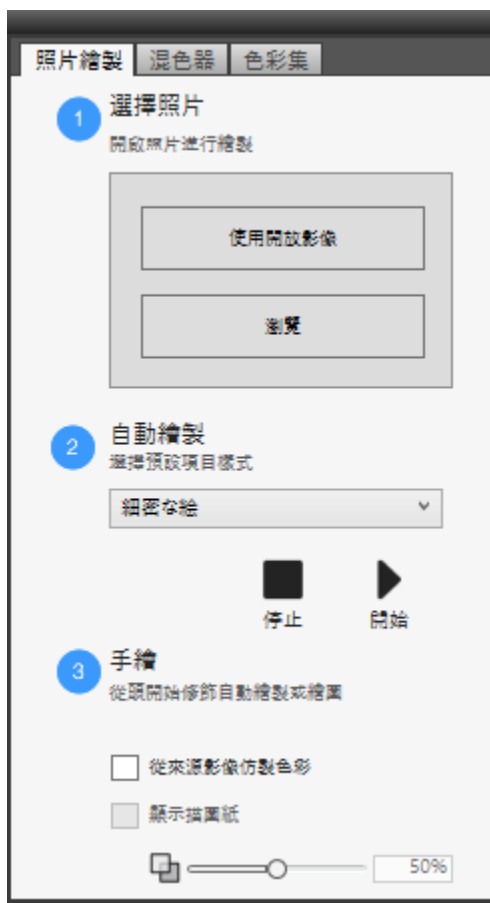 照片繪製 混色器 色彩集
1 選擇照片
開啟照片進行繪製
使用開放影像
瀏覽
2 自動繪製
選擇預設項目樣式
細密な絵
停止 開始
3 手繪
從頭開始修飾自動繪製或繪圖
從來源影像仿製色彩
顯示描圖紙
50%